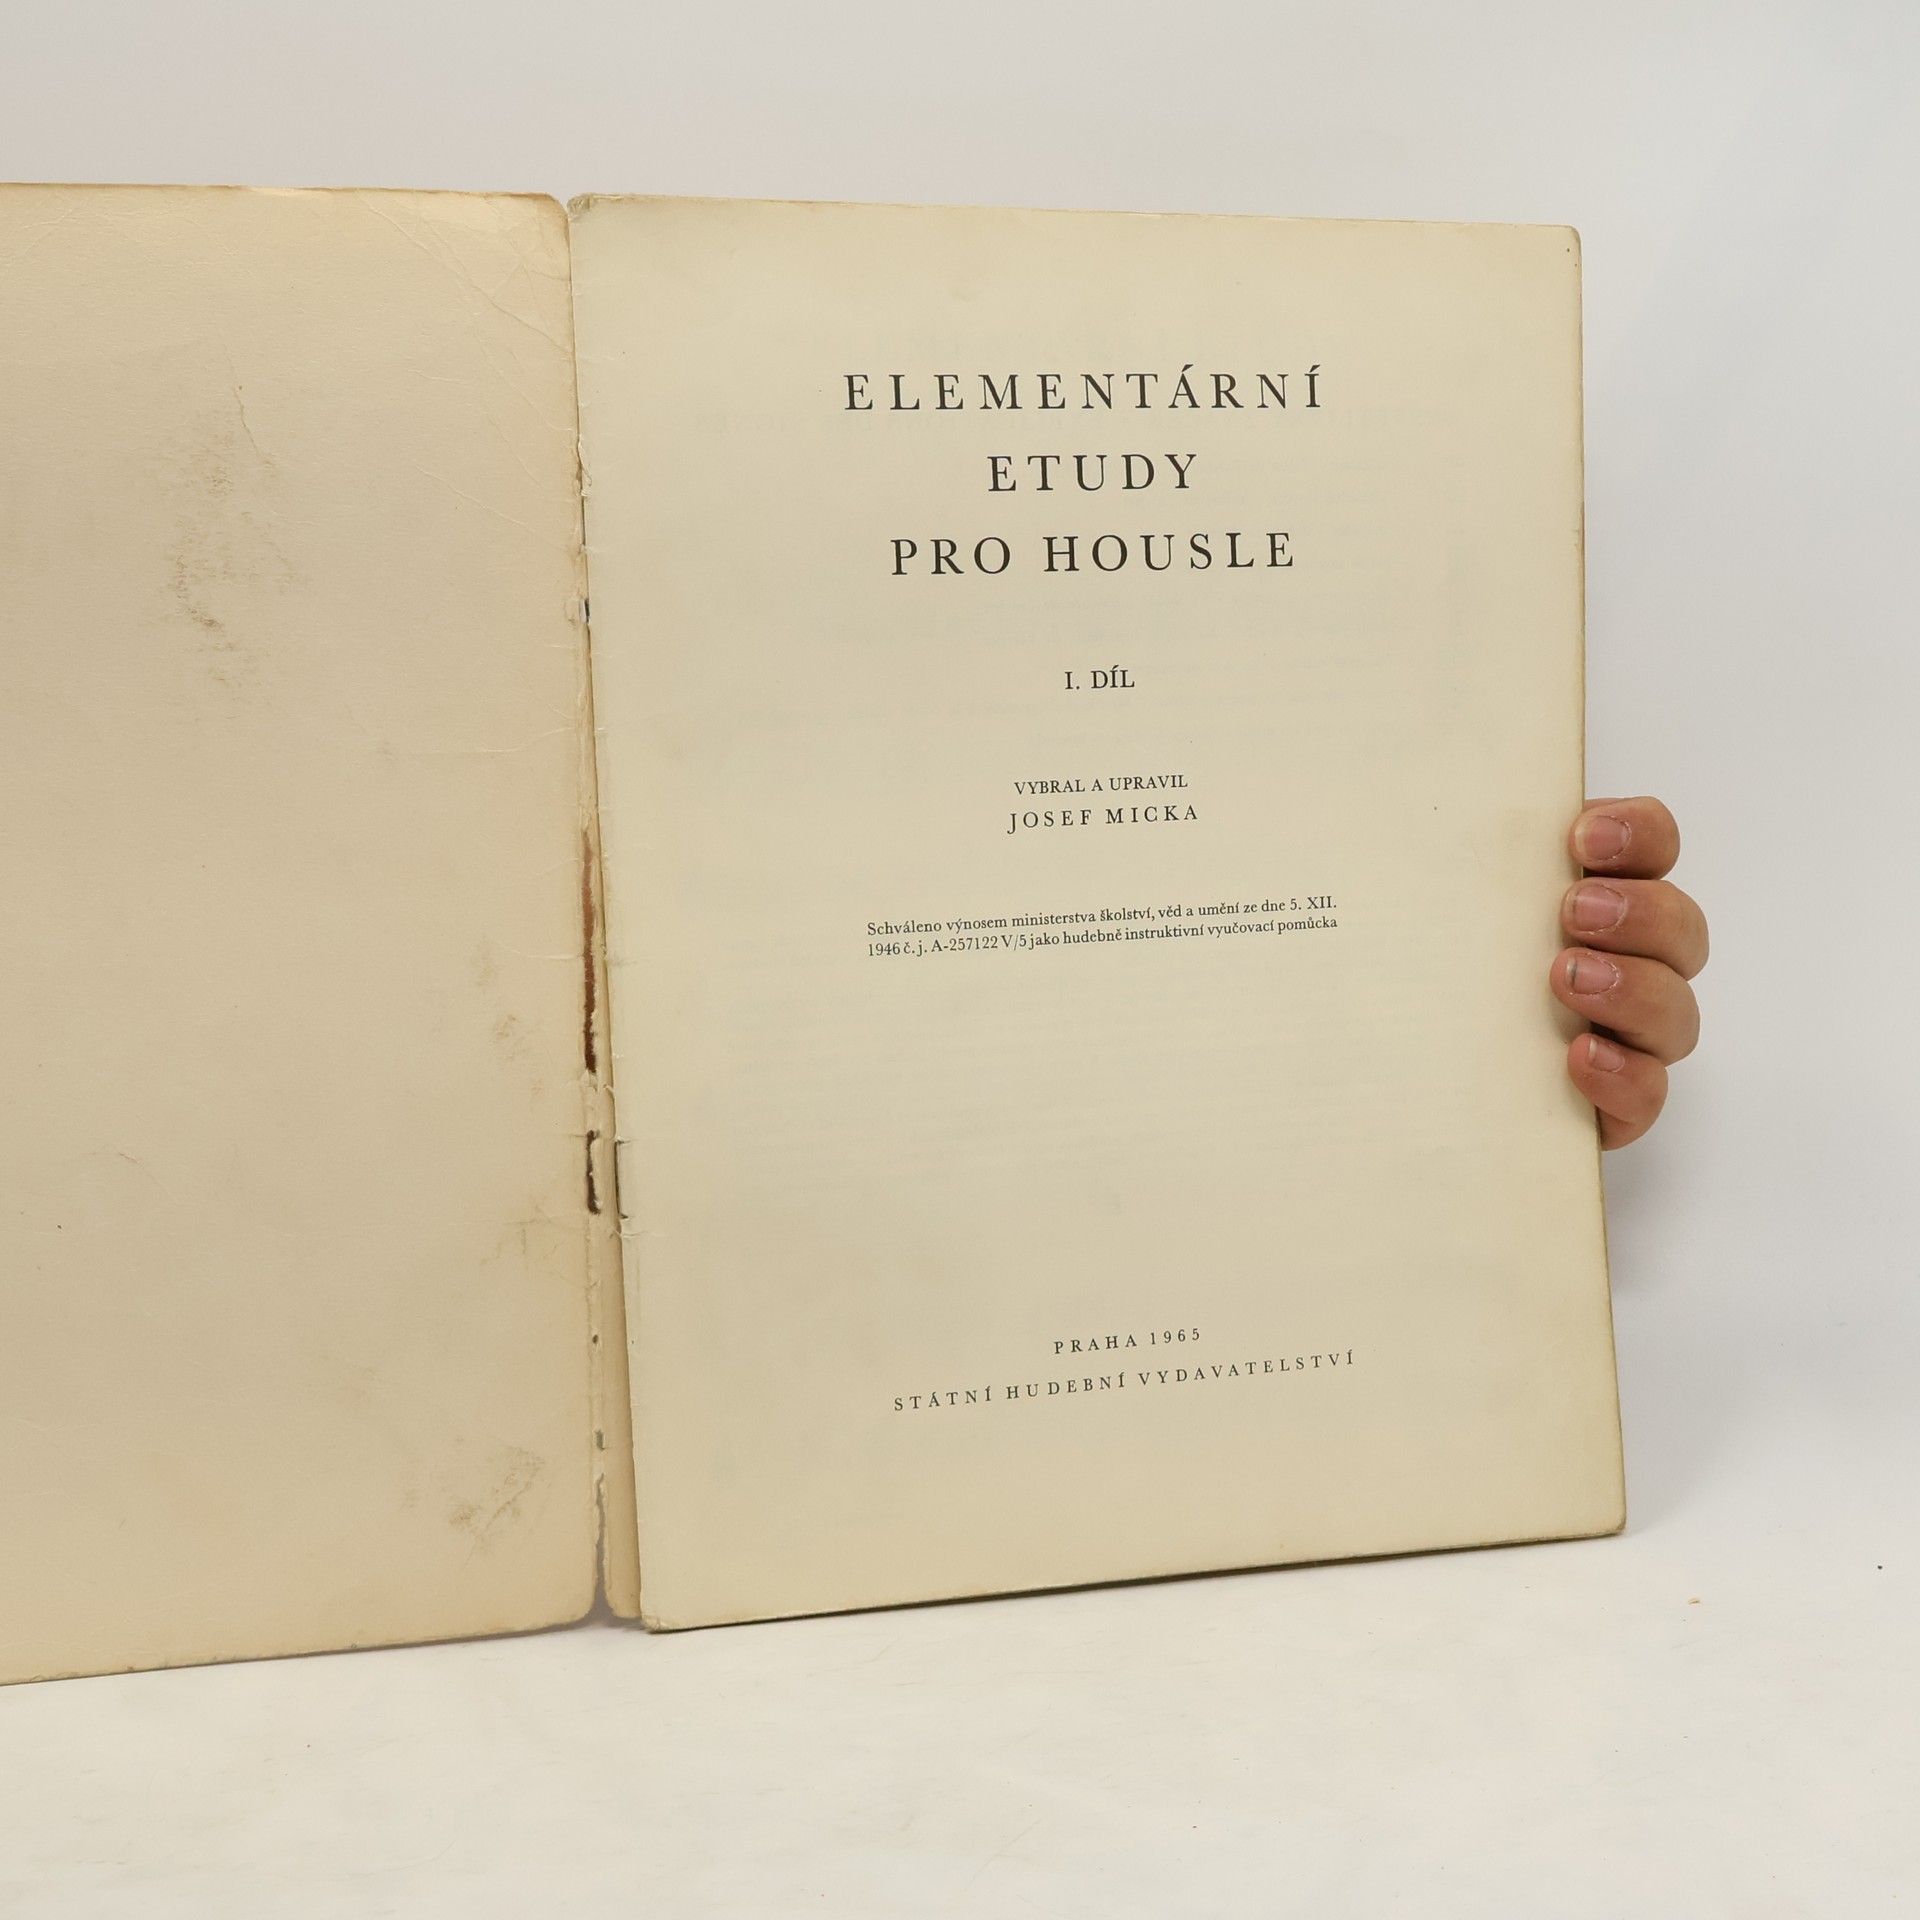 ELEMENTÁRNÍ
ETUDY
PRO HOUSLE
I. DÍL
VYBRAL A UPRAVIL
JOSEF MICKA
Schváleno výnosem ministerstva školství, věd a umění ze dne 5. XII.
1946 č. j. A-257122 V/5 jako hudebně instruktivní vyučovací pomůcka
PRAHA 1965
STÁTNÍ HUDEBNÍ VYDAVATELSTVÍ